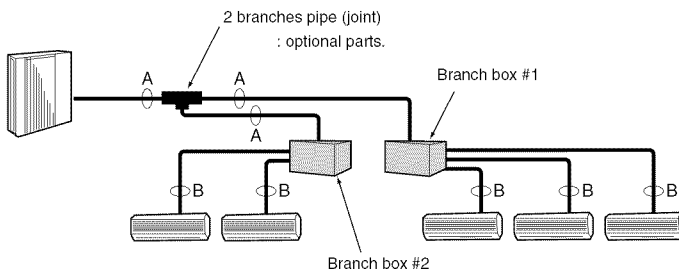 2 branches pipe (joint)
: optional parts.
A
A
Branch box #1
A
B
B
B
B
B
Branch box #2